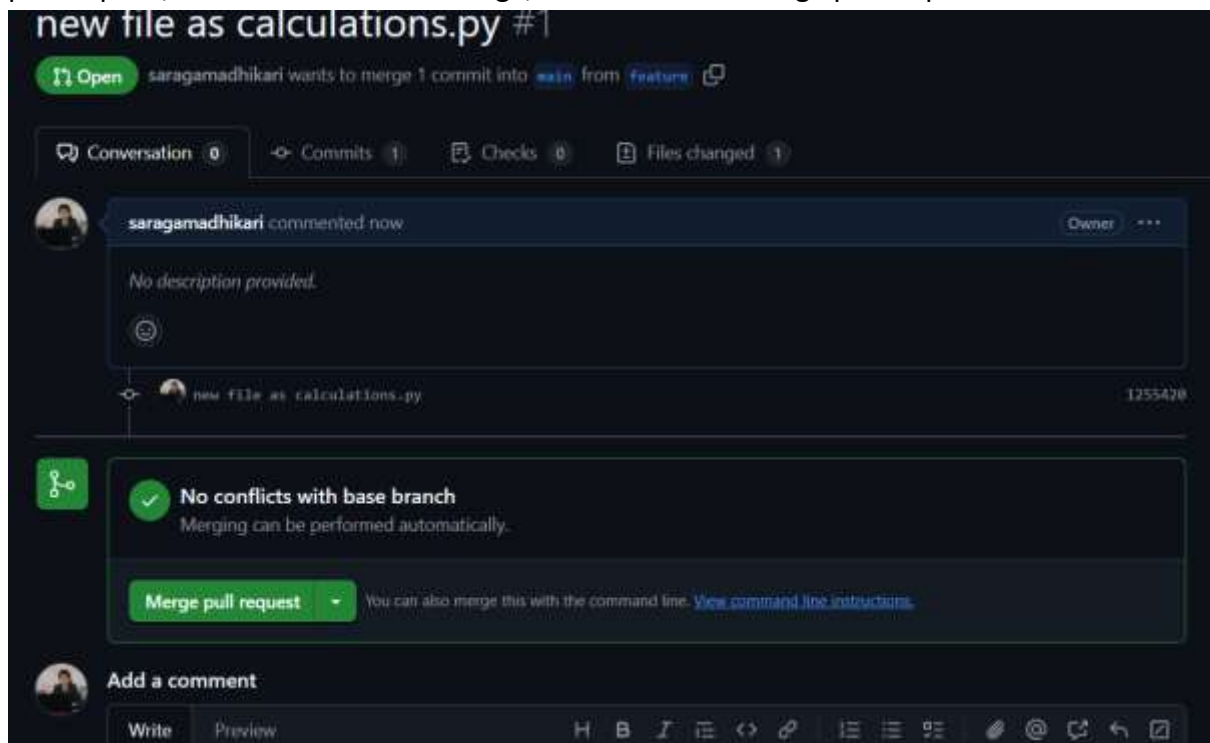 new file as calculations.py #1
Open saragamadhikari wants to merge 1 commit into main from feature
Conversation 0 Commits 1 Checks 0 Files changed 1
saragamadhikari commented now Owner
No description provided.
new file as calculations.py 1255420
No conflicts with base branch
Merging can be performed automatically.
Merge pull request You can also merge this with the command line. View command line instructions.
Add a comment
Write Preview H B I